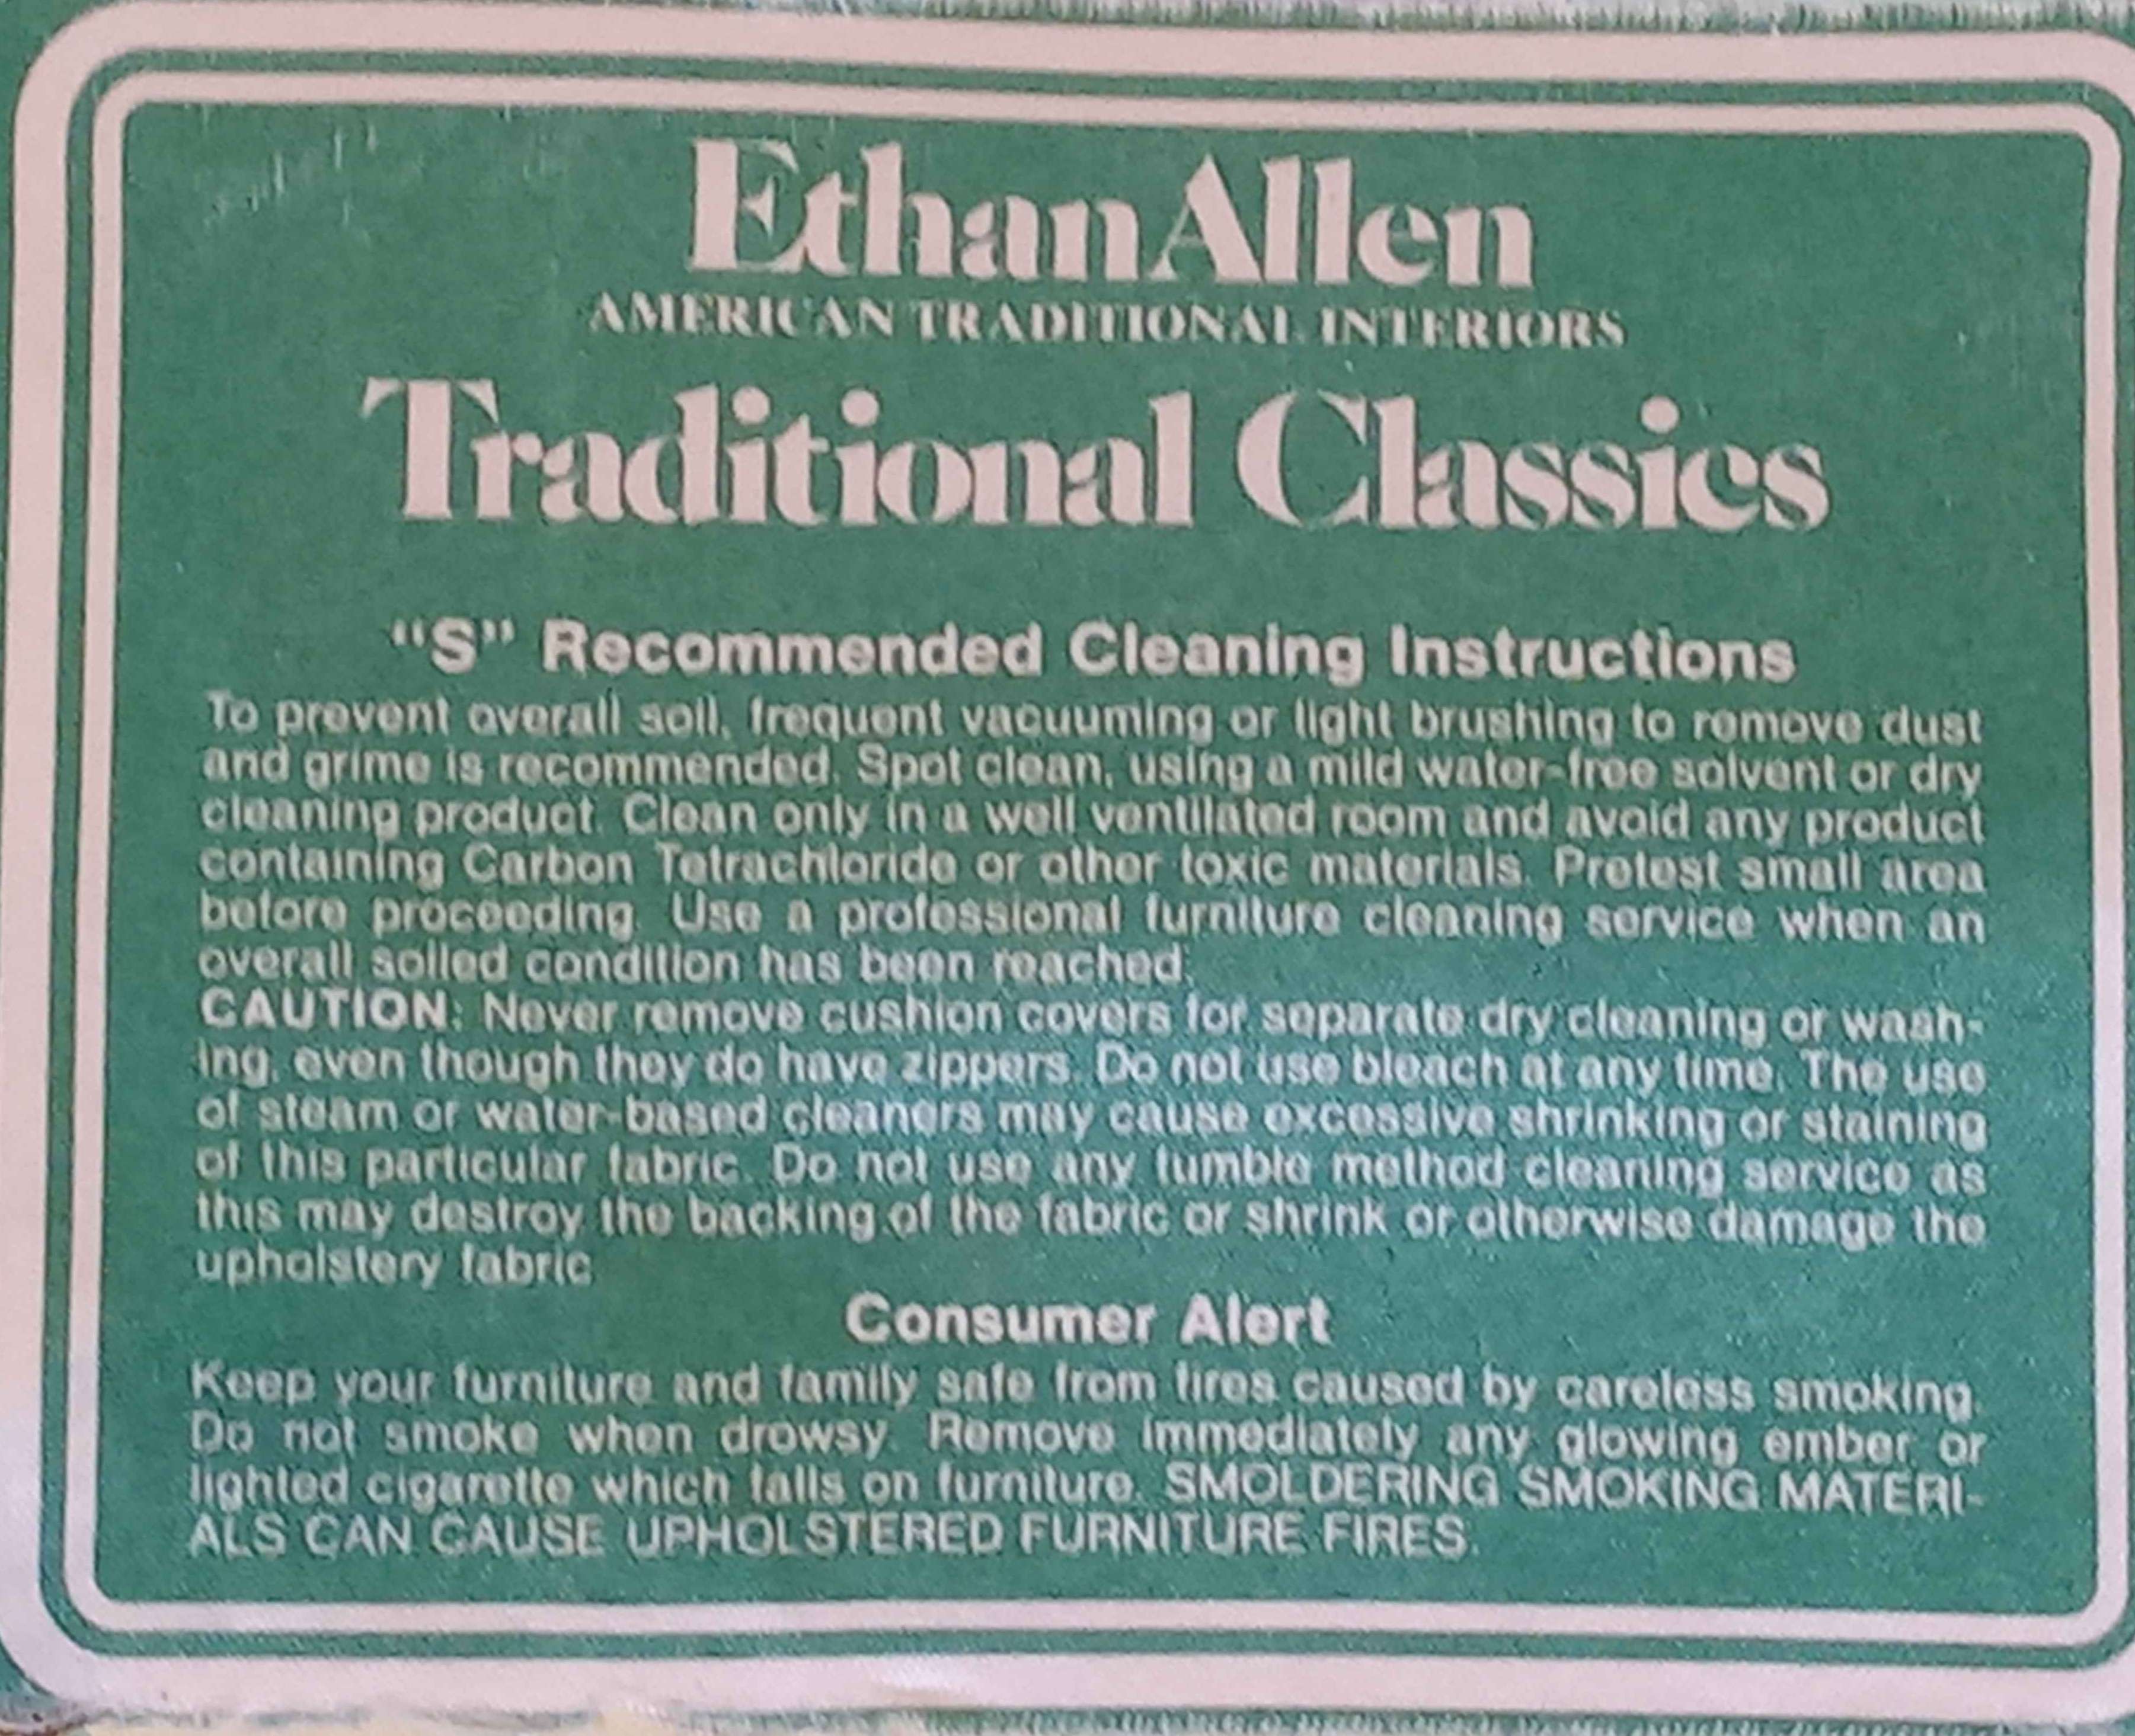 Ethan Allen
AMERICAN TRADITIONAL INTERIORS
Traditional Classics
"S" Recommended Cleaning Instructions
To prevent overall soil, frequent vacuuming or light brushing to remove dust
and grime is recommended. Spot clean, using a mild water-free solvent or dry
cleaning product. Clean only in a well ventilated room and avoid any product
containing Carbon Tetrachloride or other toxic materials. Pretest small area
before proceeding. Use a professional furniture cleaning service when an
overall soiled condition has been reached.
CAUTION: Never remove cushion covers for separate dry cleaning or wash-
ing, even though they do have zippers. Do not use bleach at any time. The use
of steam or water-based cleaners may cause excessive shrinking or staining
of this particular fabric. Do not use any tumble method cleaning service as
this may destroy the backing of the fabric or shrink or otherwise damage the
upholstery fabric
Consumer Alert
Keep your furniture and family safe from fires caused by careless smoking.
Do not smoke when drowsy. Remove immediately any glowing ember or
lighted cigarette which falls on furniture. SMOLDERING SMOKING MATERI-
ALS CAN CAUSE UPHOLSTERED FURNITURE FIRES.